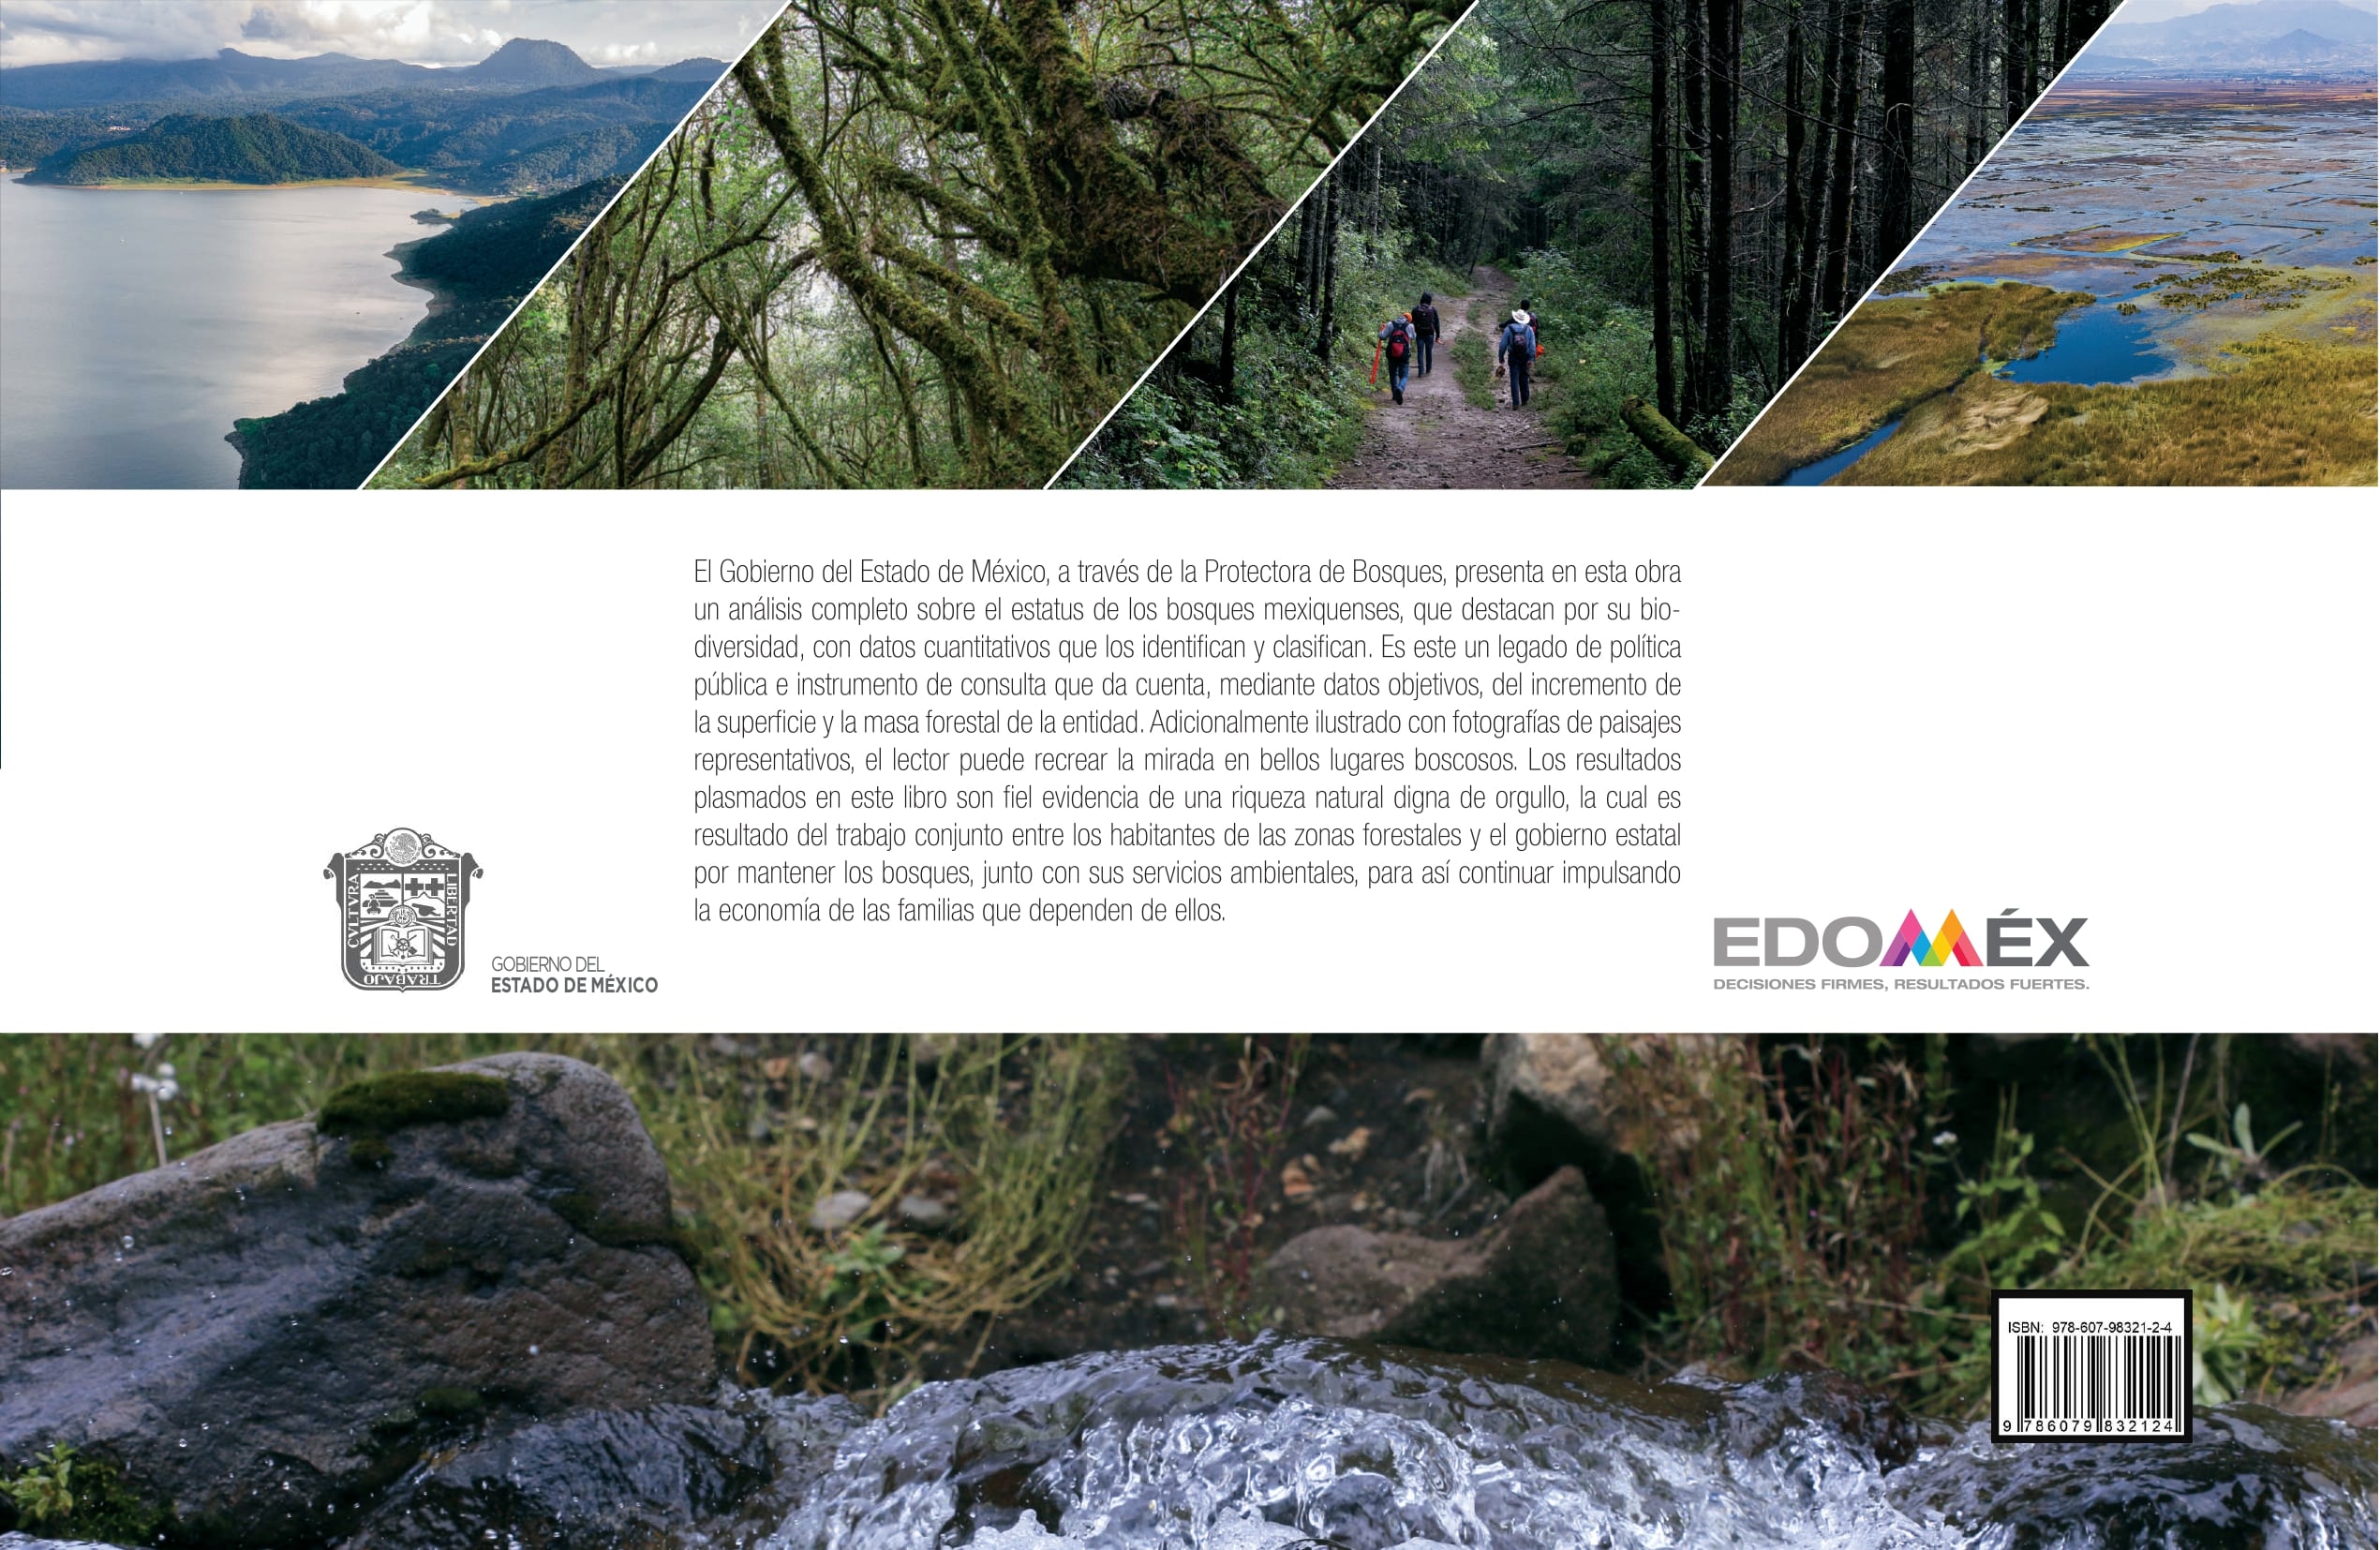 El Gobierno del Estado de México, a través de la Protectora de Bosques, presenta en esta obra
un análisis completo sobre el estatus de los bosques mexiquenses, que destacan por su bio-
diversidad, con datos cuantitativos que los identifican y clasifican. Es este un legado de política
pública e instrumento de consulta que da cuenta, mediante datos objetivos, del incremento de
la superficie y la masa forestal de la entidad. Adicionalmente ilustrado con fotografías de paisajes
representativos, el lector puede recrear la mirada en bellos lugares boscosos. Los resultados
plasmados en este libro son fiel evidencia de una riqueza natural digna de orgullo, la cual es
resultado del trabajo conjunto entre los habitantes de las zonas forestales y el gobierno estatal
por mantener los bosques, junto con sus servicios ambientales, para así continuar impulsando
la economía de las familias que dependen de ellos.
CVLTVRA
LIBERTAD
TRABAJO
GOBIERNO DEL
ESTADO DE MÉXICO
EDOMÉX
DECISIONES FIRMES, RESULTADOS FUERTES.
ISBN: 978-607-98321-2-4
9 786079 832124